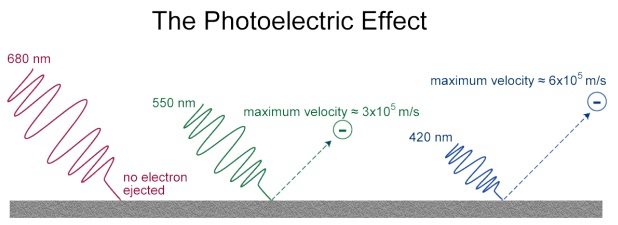 The Photoelectric Effect
680 nm
no electron
ejected
550 nm
maximum velocity ≈ 3x10⁵ m/s
−
420 nm
maximum velocity ≈ 6x10⁵ m/s
−